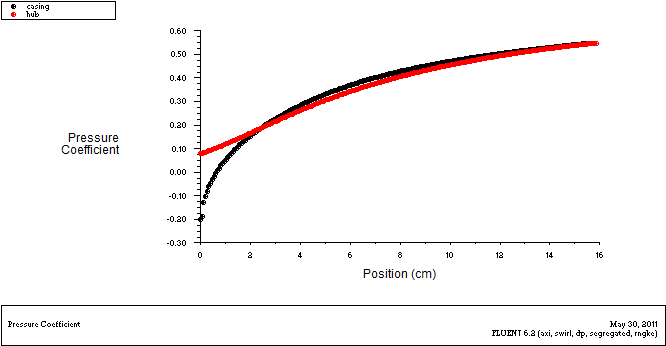 casing
hub
0.60
0.50
0.40
0.30
0.20
0.10
0.00
-0.10
-0.20
-0.30
Pressure
Coefficient
0 2 4 6 8 10 12 14 16
Position (cm)
Pressure Coefficient
May 30, 2011
FLUENT 6.2 (axi, swirl, dp, segregated, rngke)